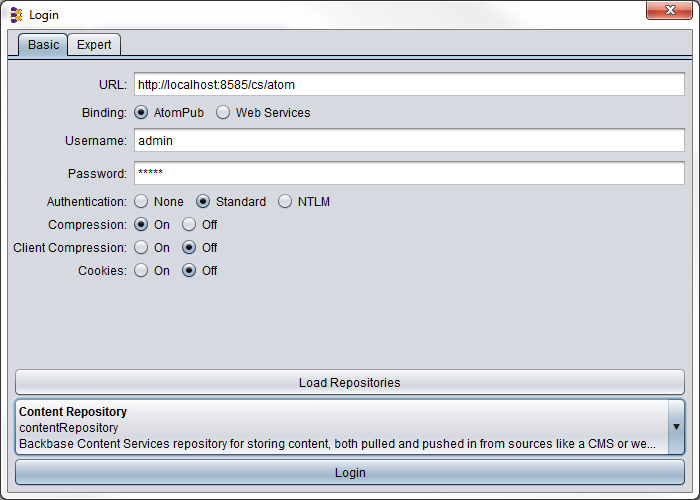 Login
Basic Expert
URL: http://localhost:8585/cs/atom
Binding: AtomPub Web Services
Username: admin
Password: *****
Authentication: None Standard NTLM
Compression: On Off
Client Compression: On Off
Cookies: On Off
Load Repositories
Content Repository
contentRepository
Backbase Content Services repository for storing content, both pulled and pushed in from sources like a CMS or we...
Login